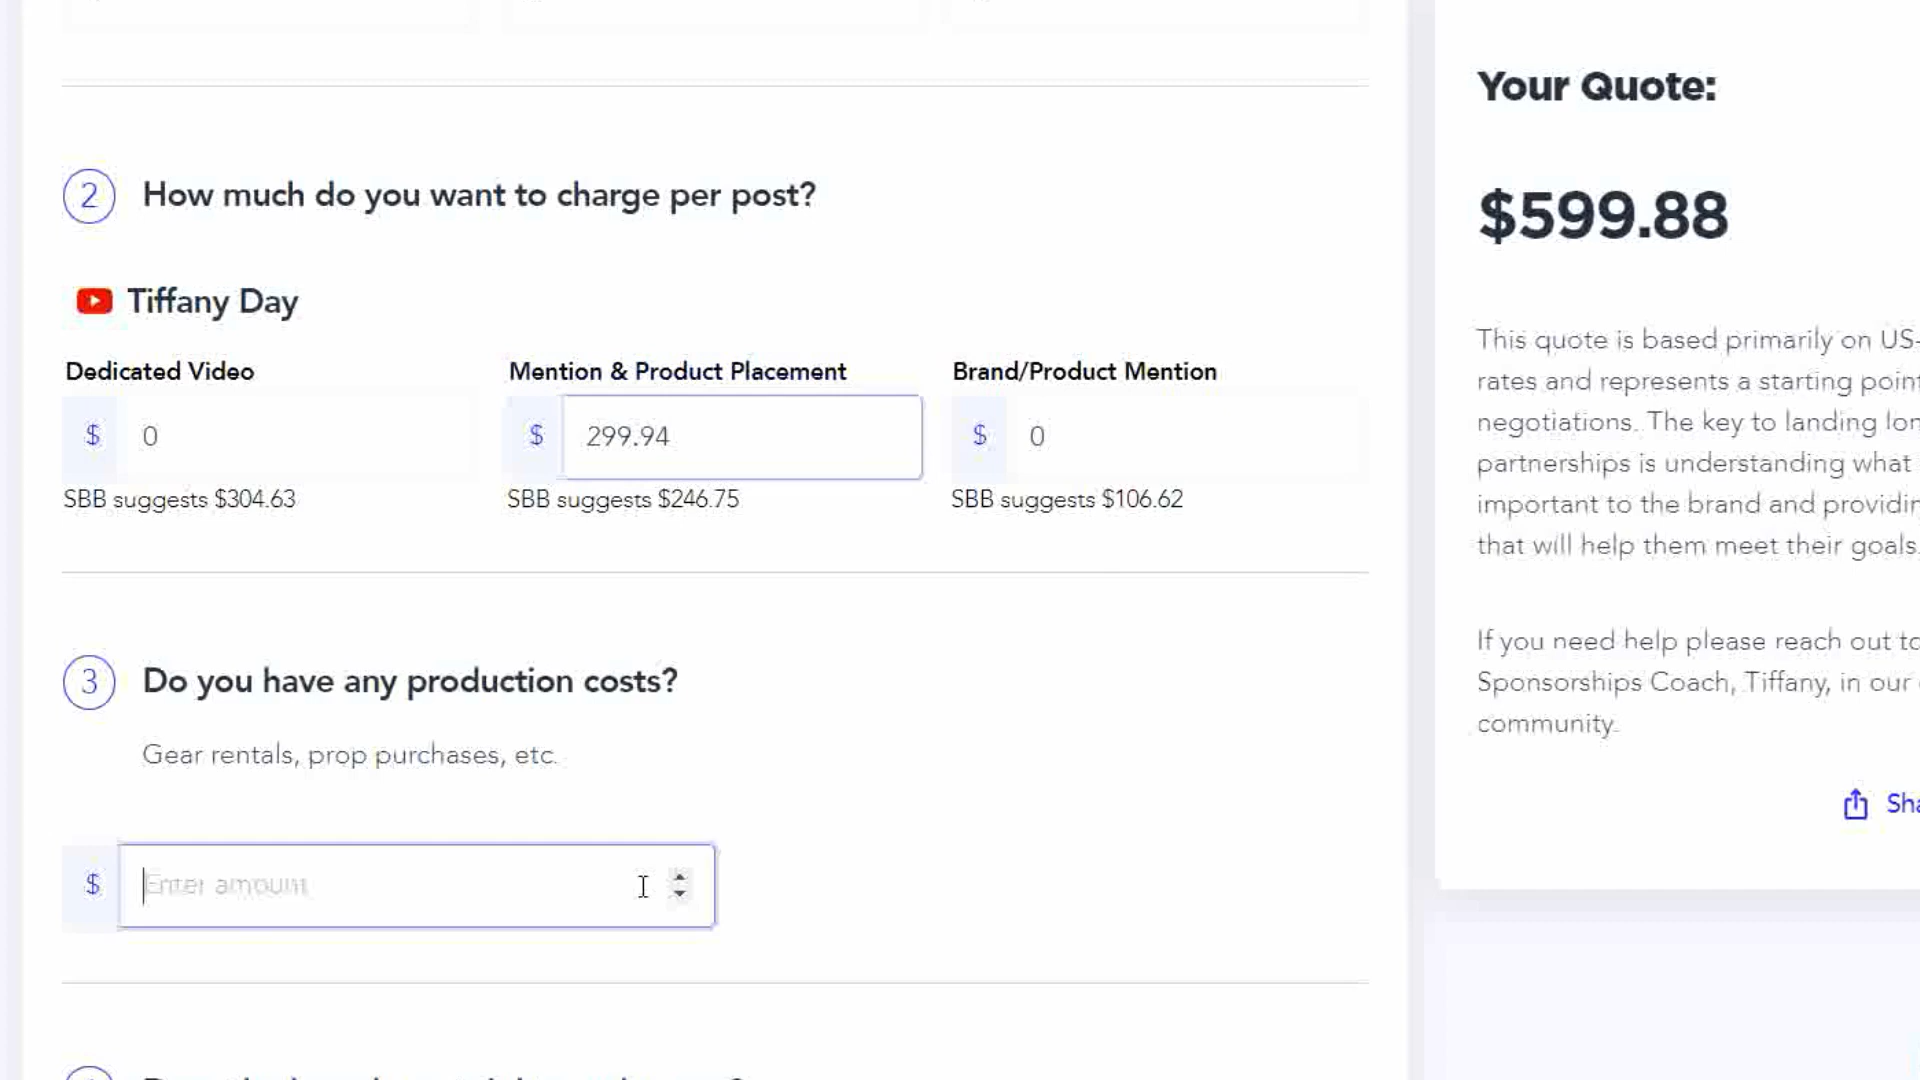 2 How much do you want to charge per post?
Tiffany Day
Dedicated Video Mention & Product Placement Brand/Product Mention
$ 0 $ 299.94 $ 0
SBB suggests $304.63 SBB suggests $246.75 SBB suggests $106.62
3 Do you have any production costs?
Gear rentals, prop purchases, etc.
$ Enter amount
Your Quote:
$599.88
This quote is based primarily on US-
rates and represents a starting point
negotiations. The key to landing
partnerships is understanding what
important to the brand and
that will help them meet their goals.
If you need help please reach out to
Sponsorships Coach, Tiffany, in our
community.